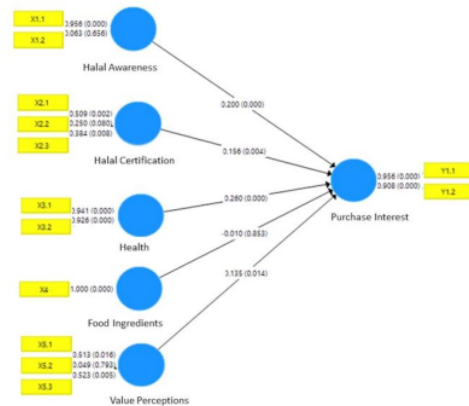 X1.1
0.956 (0.000)
X1.2
0.063 (0.656)
Halal Awareness
0.200 (0.000)
X2.1
0.509 (0.002)
X2.2
0.250 (0.080)
X2.3
0.384 (0.008)
Halal Certification
0.156 (0.004)
X3.1
0.941 (0.000)
X3.2
0.926 (0.000)
Health
0.260 (0.000)
X4
1.000 (0.000)
Food Ingredients
-0.010 (0.853)
X5.1
0.513 (0.016)
X5.2
0.049 (0.793)
X5.3
0.523 (0.005)
Value Perceptions
0.135 (0.014)
0.956 (0.000)
Y1.1
0.908 (0.000)
Y1.2
Purchase Interest